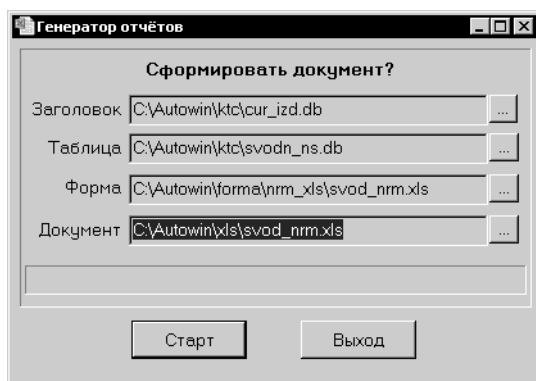 Генератор отчётов
Сформировать документ?
Заголовок C:\Autowin\ktc\cur_izd.db ...
Таблица C:\Autowin\ktc\svodn_ns.db ...
Форма C:\Autowin\forma\nrm_xls\svod_nrm.xls ...
Документ C:\Autowin\xls\svod_nrm.xls ...
Старт Выход